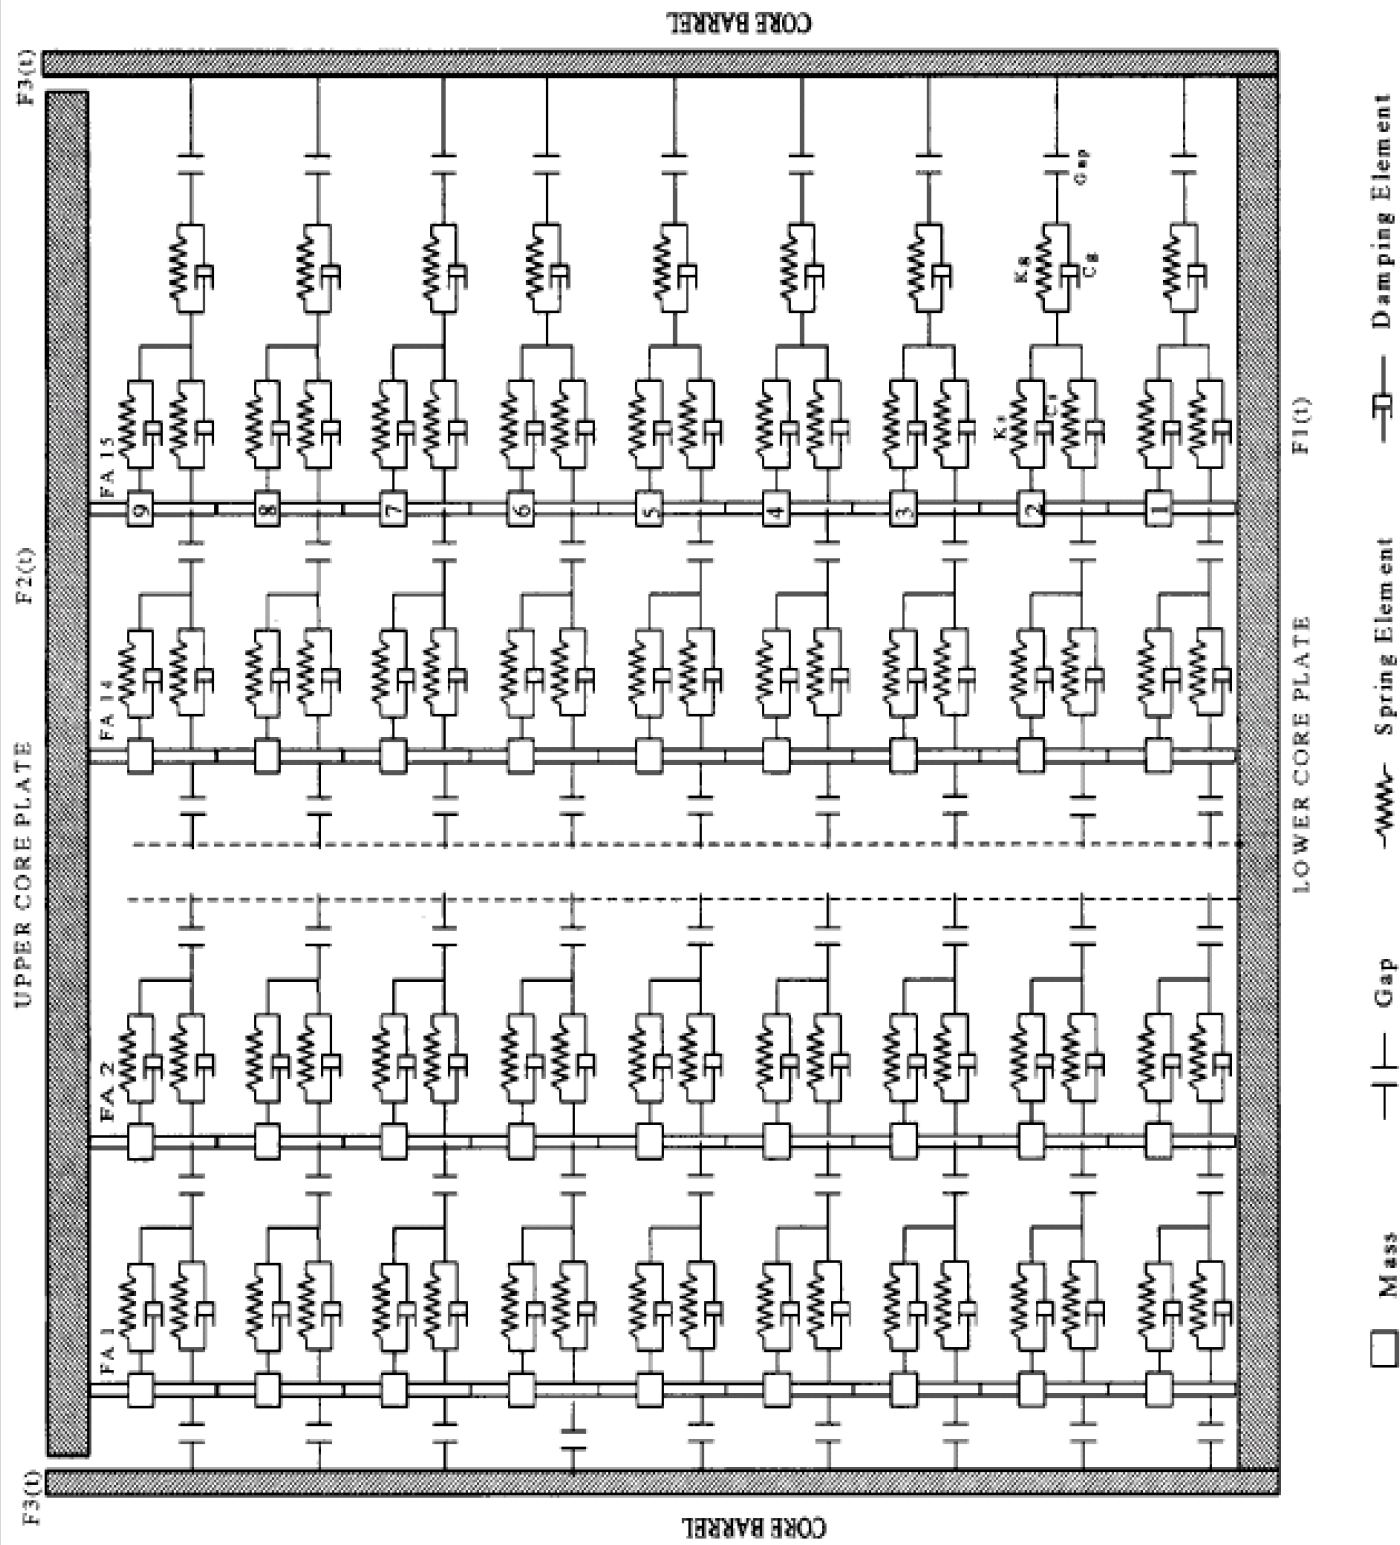 CORE BARREL
F3(t)
F2(t)
F3(t)
UPPER CORE PLATE
FA 1
FA 2
FA 14
FA 15
9
8
7
6
5
4
3
2
1
Ks
Cs
Kg
Cg
Gap
F1(t)
LOWER CORE PLATE
CORE BARREL
Mass
Gap
Spring Element
Damping Element